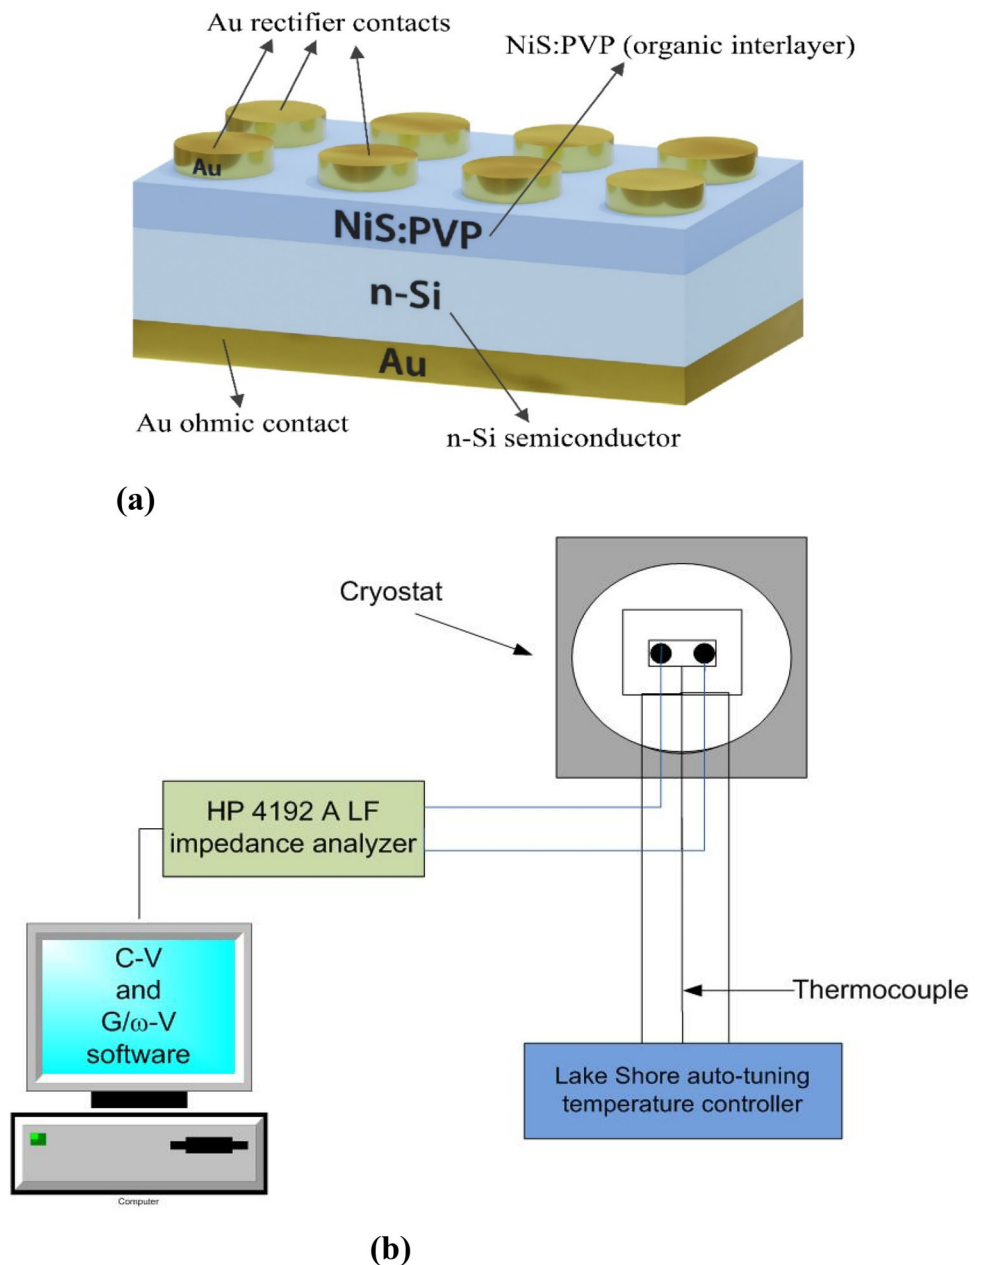 Au rectifier contacts
NiS:PVP (organic interlayer)
Au
NiS:PVP
n-Si
Au
Au ohmic contact
n-Si semiconductor
(a)
Cryostat
HP 4192 A LF
impedance analyzer
C-V
and
G/ω-V
software
Thermocouple
Lake Shore auto-tuning
temperature controller
Computer
(b)